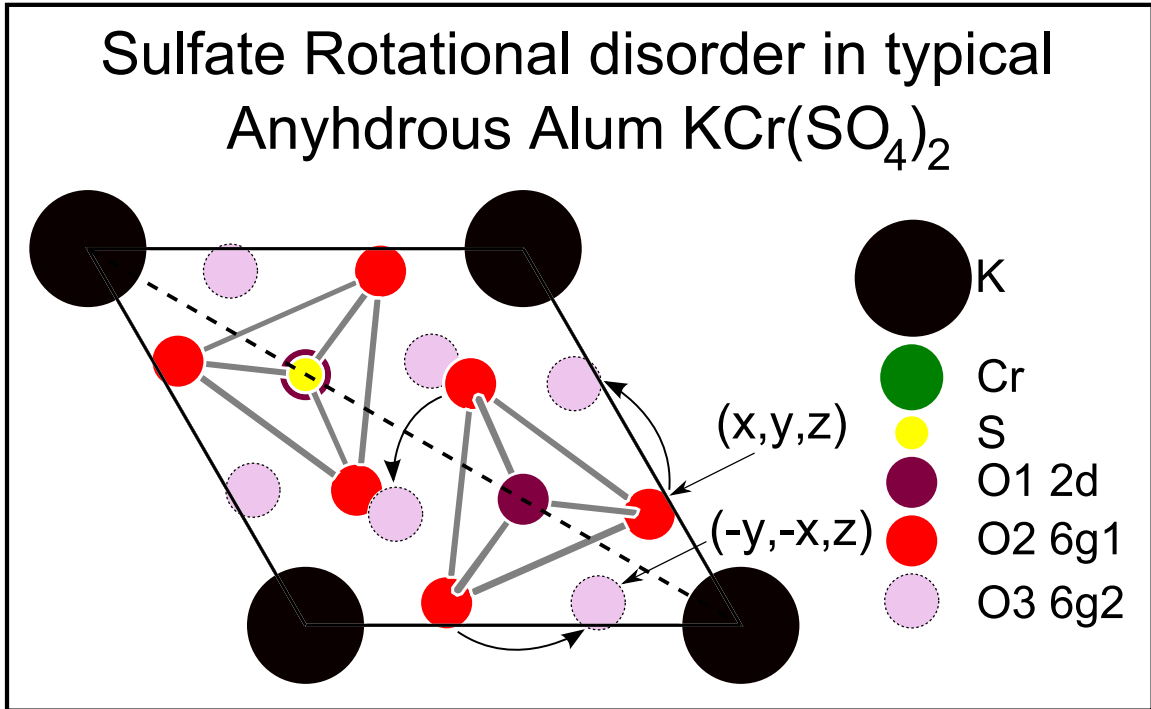 Sulfate Rotational disorder in typical
Anyhdrous Alum KCr(SO4)2
K
Cr
(x,y,z)
S
O1 2d
(-y,-x,z)
O2 6g1
O3 6g2